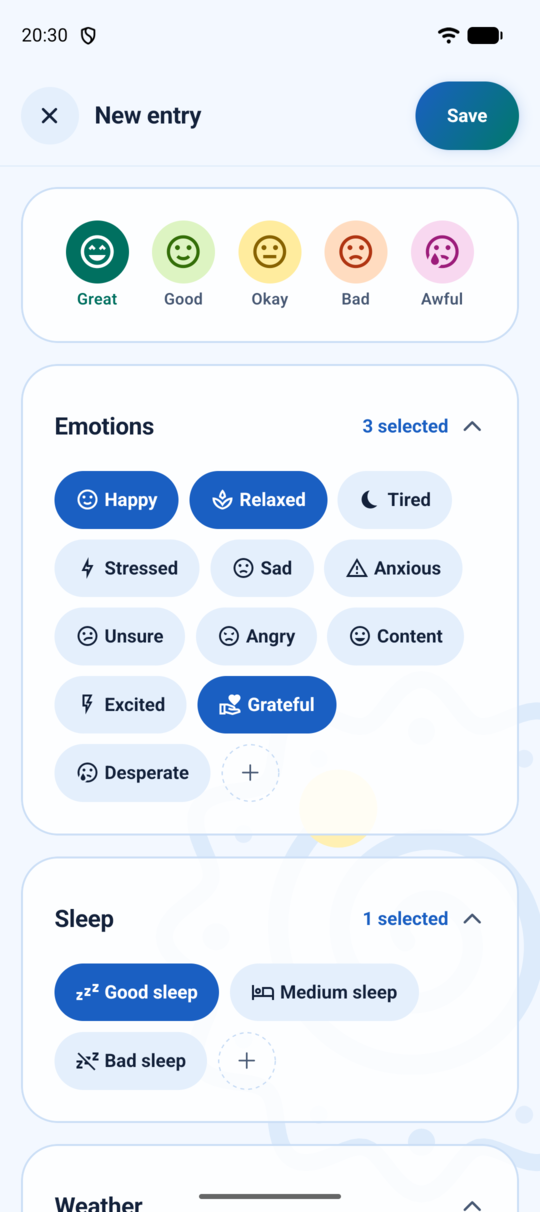 20:30
New entry
Save
Great Good Okay Bad Awful
Emotions 3 selected
Happy Relaxed Tired
Stressed Sad Anxious
Unsure Angry Content
Excited Grateful
Desperate
Sleep 1 selected
Good sleep Medium sleep
Bad sleep
Weather